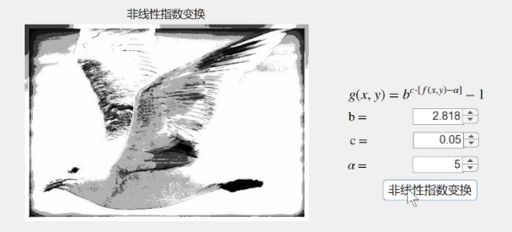 非线性指数变换
g(x, y) = b^{c·[f(x,y)−α]} − 1
b = 2.818
c = 0.05
α = 5
非线性指数变换